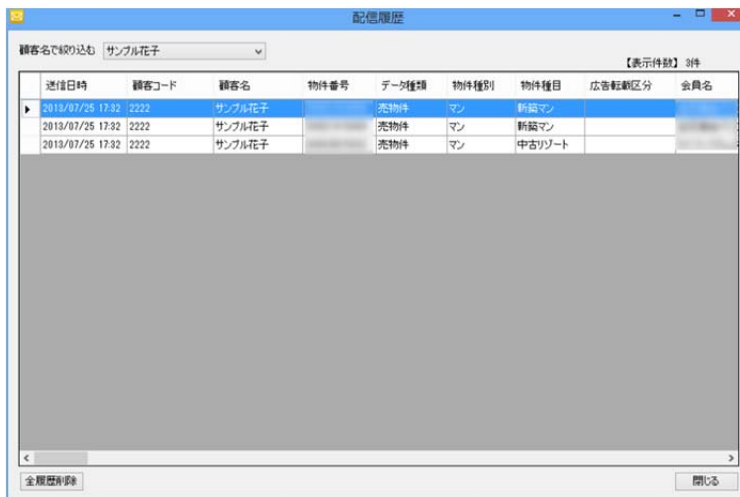 配信履歴
顧客名で絞り込む サンプル花子
【表示件数】 3件
送信日時 顧客コード 顧客名 物件番号 データ種類 物件種別 物件種目 広告転載区分 会員名
2013/07/25 17:32 2222 サンプル花子 売物件 マン 新築マン
2013/07/25 17:32 2222 サンプル花子 売物件 マン 新築マン
2013/07/25 17:32 2222 サンプル花子 売物件 マン 中古リゾート
全履歴削除 閉じる